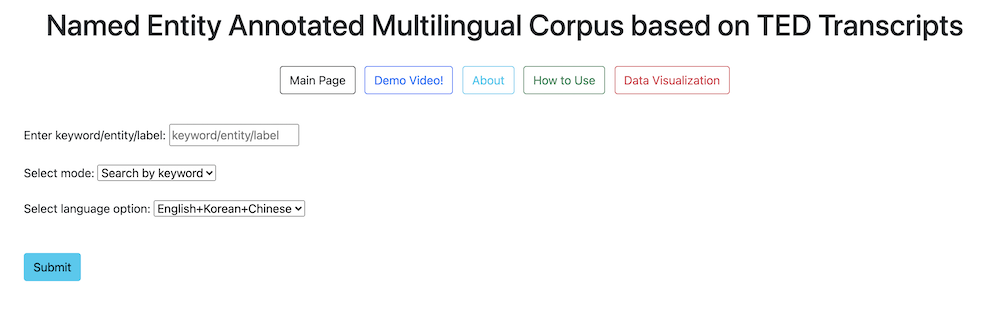 Named Entity Annotated Multilingual Corpus based on TED Transcripts
Main Page Demo Video! About How to Use Data Visualization
Enter keyword/entity/label: keyword/entity/label
Select mode: Search by keyword
Select language option: English+Korean+Chinese
Submit